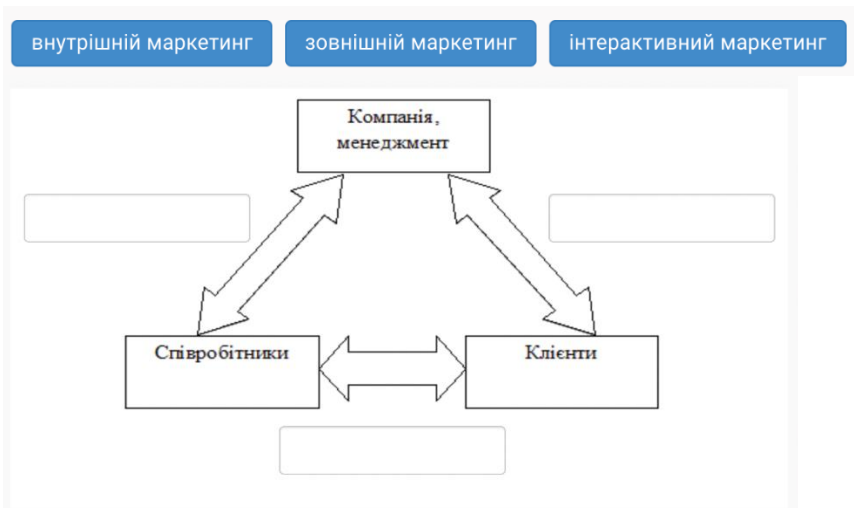 внутрішній маркетинг
зовнішній маркетинг
інтерактивний маркетинг
Компанія,
менеджмент
Співробітники
Клієнти